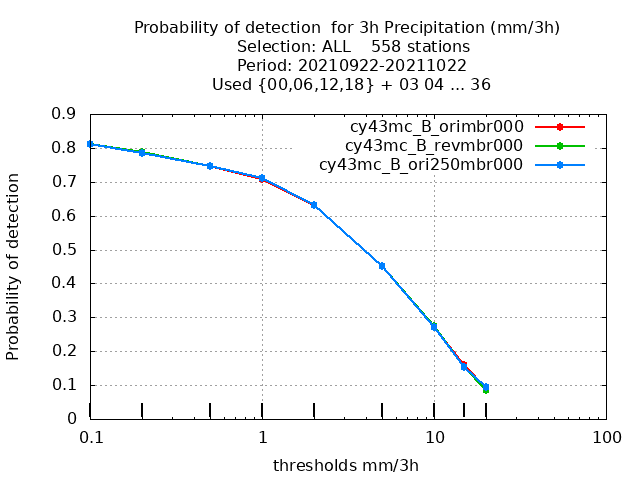 Probability of detection  for 3h Precipitation (mm/3h)
Selection: ALL    558 stations
Period: 20210922-20211022
Used {00,06,12,18} + 03 04 ... 36
cy43mc_B_orimbr000
cy43mc_B_revmbr000
cy43mc_B_ori250mbr000
Probability of detection
0.9
0.8
0.7
0.6
0.5
0.4
0.3
0.2
0.1
0
0.1 1 10 100
thresholds mm/3h